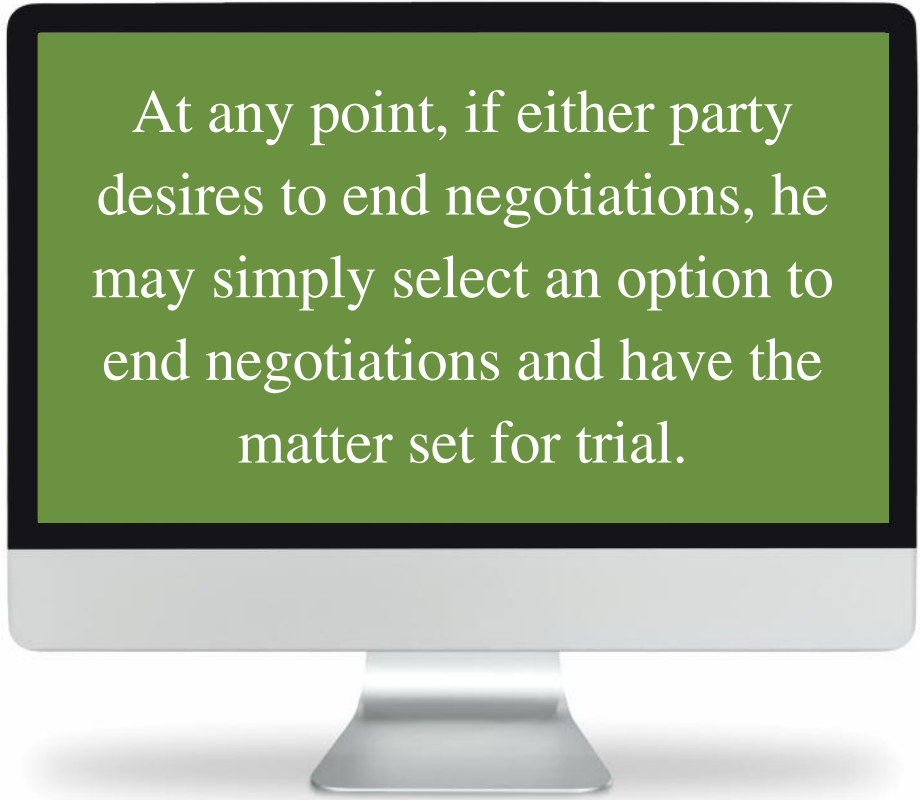 At any point, if either party
desires to end negotiations, he
may simply select an option to
end negotiations and have the
matter set for trial.